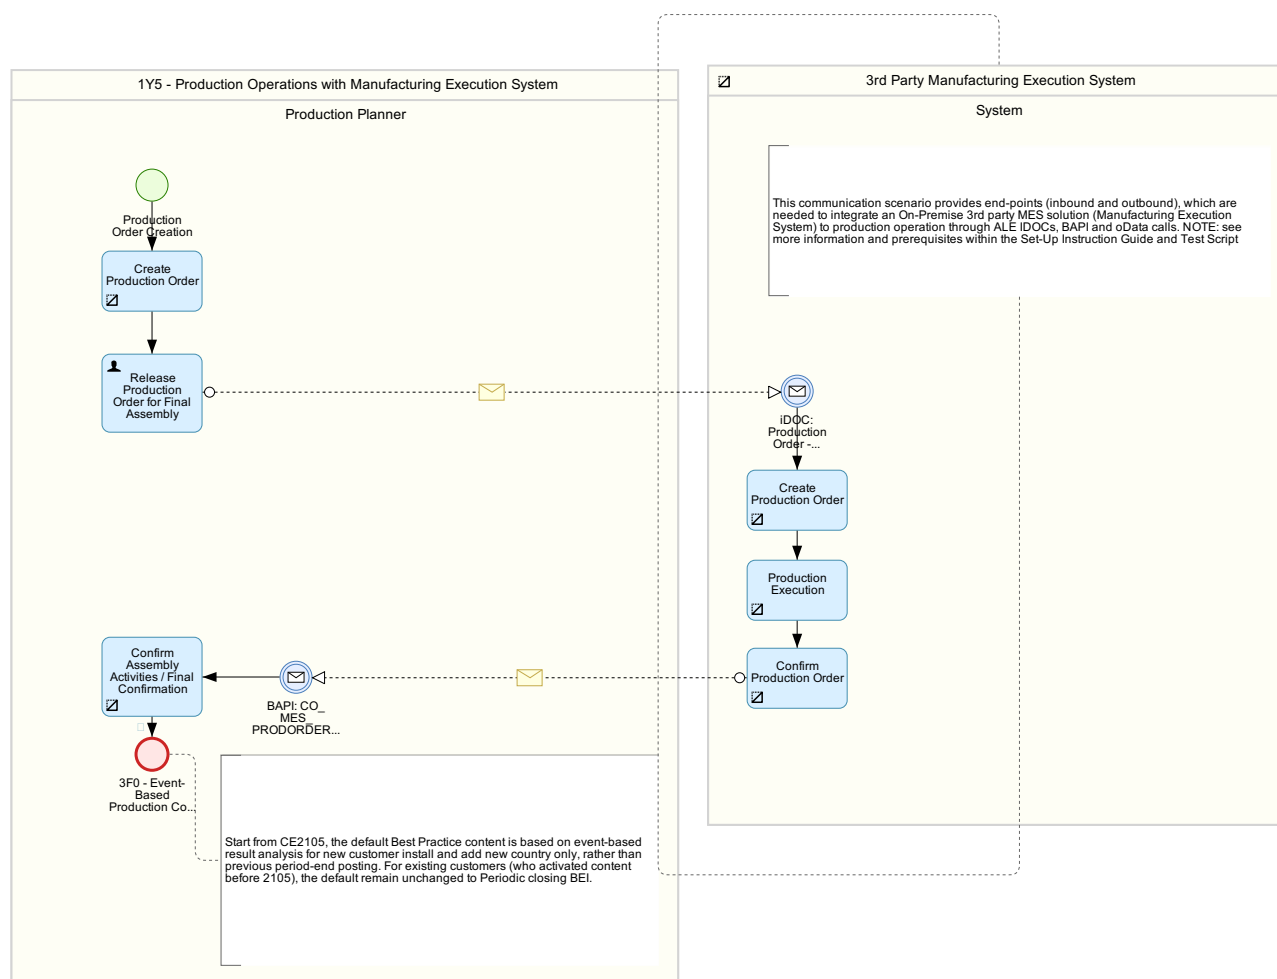 1Y5 - Production Operations with Manufacturing Execution System
Production Planner
Production
Order Creation
Create
Production Order
Release
Production
Order for Final
Assembly
Confirm
Assembly
Activities / Final
Confirmation
BAPI: CO_
MES_
PRODORDER...
3F0 - Event-
Based
Production Co...
Start from CE2105, the default Best Practice content is based on event-based
result analysis for new customer install and add new country only, rather than
previous period-end posting. For existing customers (who activated content
before 2105), the default remain unchanged to Periodic closing BEI.
3rd Party Manufacturing Execution System
System
This communication scenario provides end-points (inbound and outbound), which are
needed to integrate an On-Premise 3rd party MES solution (Manufacturing Execution
System) to production operation through ALE IDOCs, BAPI and oData calls. NOTE: see
more information and prerequisites within the Set-Up Instruction Guide and Test Script
iDOC:
Production
Order -...
Create
Production Order
Production
Execution
Confirm
Production Order